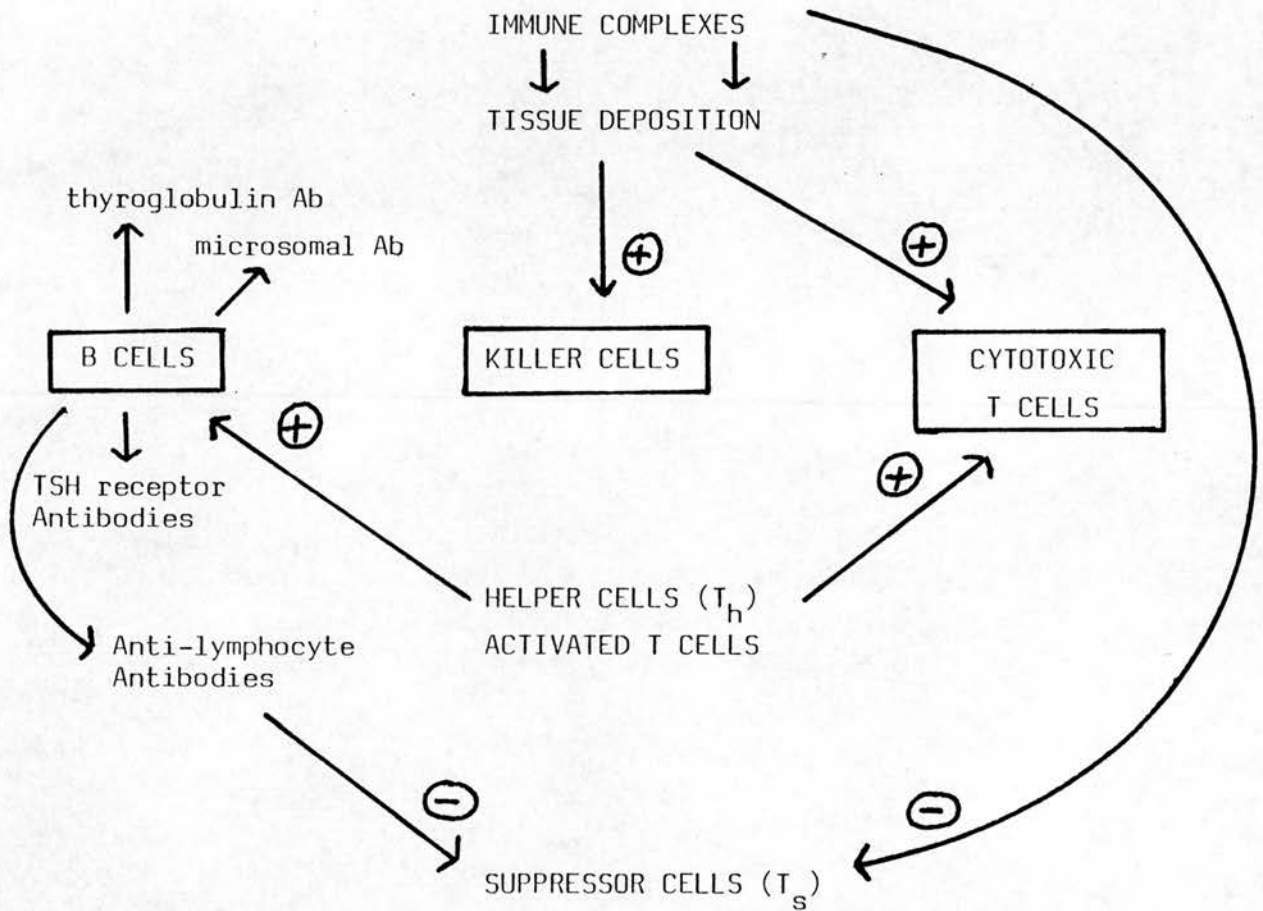 IMMUNE COMPLEXES
TISSUE DEPOSITION
thyroglobulin Ab
microsomal Ab
+
+
B CELLS
KILLER CELLS
CYTOTOXIC
T CELLS
+
+
TSH receptor
Antibodies
HELPER CELLS (Th)
ACTIVATED T CELLS
Anti-lymphocyte
Antibodies
−
−
SUPPRESSOR CELLS (Ts)